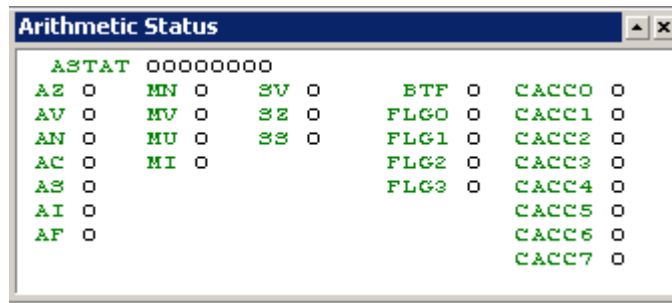 Arithmetic Status
ASTAT 00000000
AZ 0 MN 0 SV 0 BTF 0 CACC0 0
AV 0 MV 0 SZ 0 FLG0 0 CACC1 0
AN 0 MU 0 SS 0 FLG1 0 CACC2 0
AC 0 MI 0 FLG2 0 CACC3 0
AS 0 FLG3 0 CACC4 0
AI 0 CACC5 0
AF 0 CACC6 0
CACC7 0